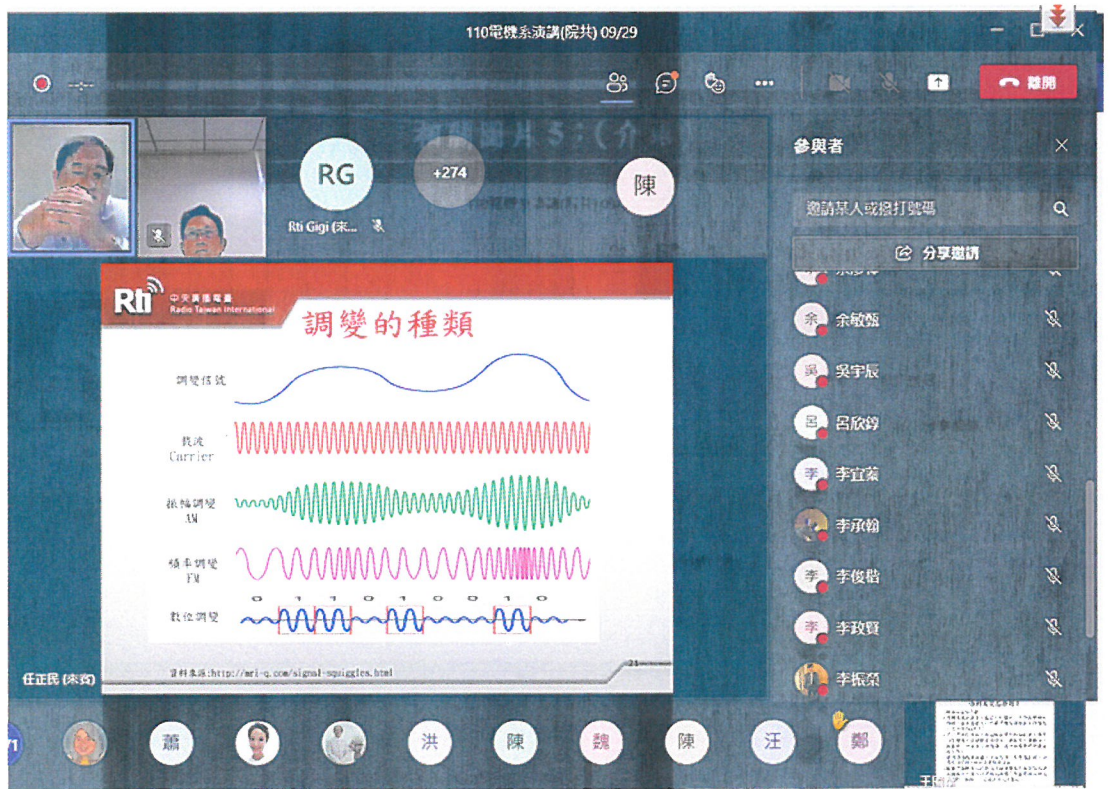 110電機系演講(院共) 09/29
離開
RG
+274
陳
Rti Gigi (來...
參與者
邀請某人或撥打號碼
分享邀請
余敏甄
吳宇辰
呂欣錞
李宜蓁
李承翰
李俊楷
李政賢
李振榮
余
吳
呂
李
李
李
Rti 中央廣播電臺
Radio Taiwan International
調變的種類
調變信號
載波
Carrier
振幅調變
AM
頻率調變
FM
0 1 1 0 1 0 0 1 0
數位調變
資料來源:http://mri-q.com/signal-squiggles.html
任正民 (來賓)
蕭
洪
陳
魏
陳
汪
鄭